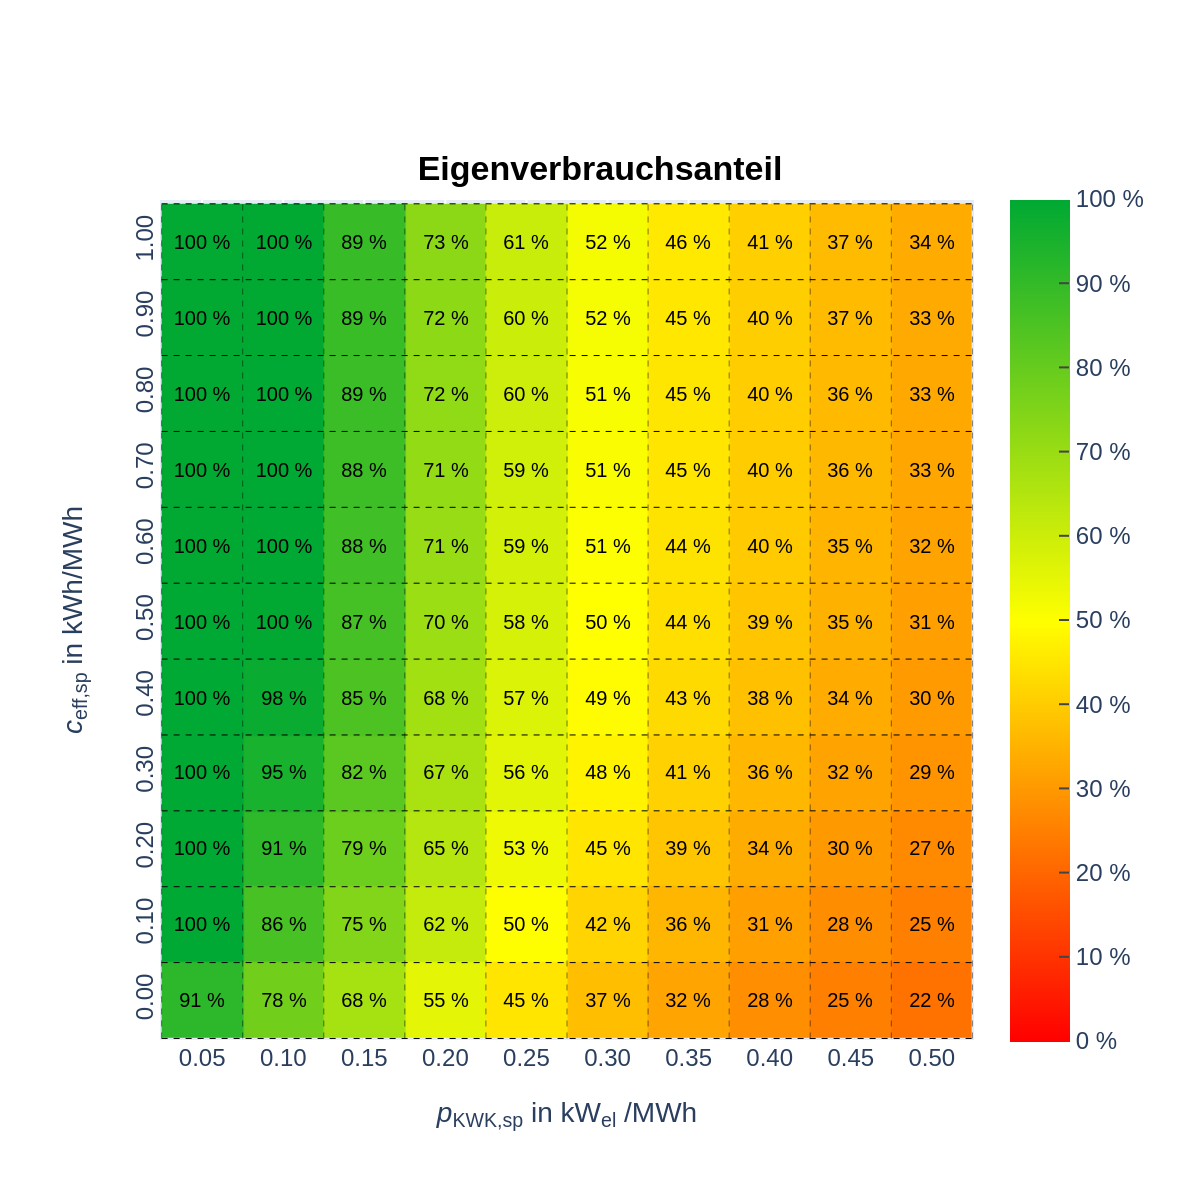 Eigenverbrauchsanteil
1.00 100 % 100 % 89 % 73 % 61 % 52 % 46 % 41 % 37 % 34 %
0.90 100 % 100 % 89 % 72 % 60 % 52 % 45 % 40 % 37 % 33 %
0.80 100 % 100 % 89 % 72 % 60 % 51 % 45 % 40 % 36 % 33 %
0.70 100 % 100 % 88 % 71 % 59 % 51 % 45 % 40 % 36 % 33 %
0.60 100 % 100 % 88 % 71 % 59 % 51 % 44 % 40 % 35 % 32 %
0.50 100 % 100 % 87 % 70 % 58 % 50 % 44 % 39 % 35 % 31 %
0.40 100 % 98 % 85 % 68 % 57 % 49 % 43 % 38 % 34 % 30 %
0.30 100 % 95 % 82 % 67 % 56 % 48 % 41 % 36 % 32 % 29 %
0.20 100 % 91 % 79 % 65 % 53 % 45 % 39 % 34 % 30 % 27 %
0.10 100 % 86 % 75 % 62 % 50 % 42 % 36 % 31 % 28 % 25 %
0.00 91 % 78 % 68 % 55 % 45 % 37 % 32 % 28 % 25 % 22 %
0.05 0.10 0.15 0.20 0.25 0.30 0.35 0.40 0.45 0.50
pKWK,sp in kWel /MWh
ceff,sp in kWh/MWh
100 %
90 %
80 %
70 %
60 %
50 %
40 %
30 %
20 %
10 %
0 %